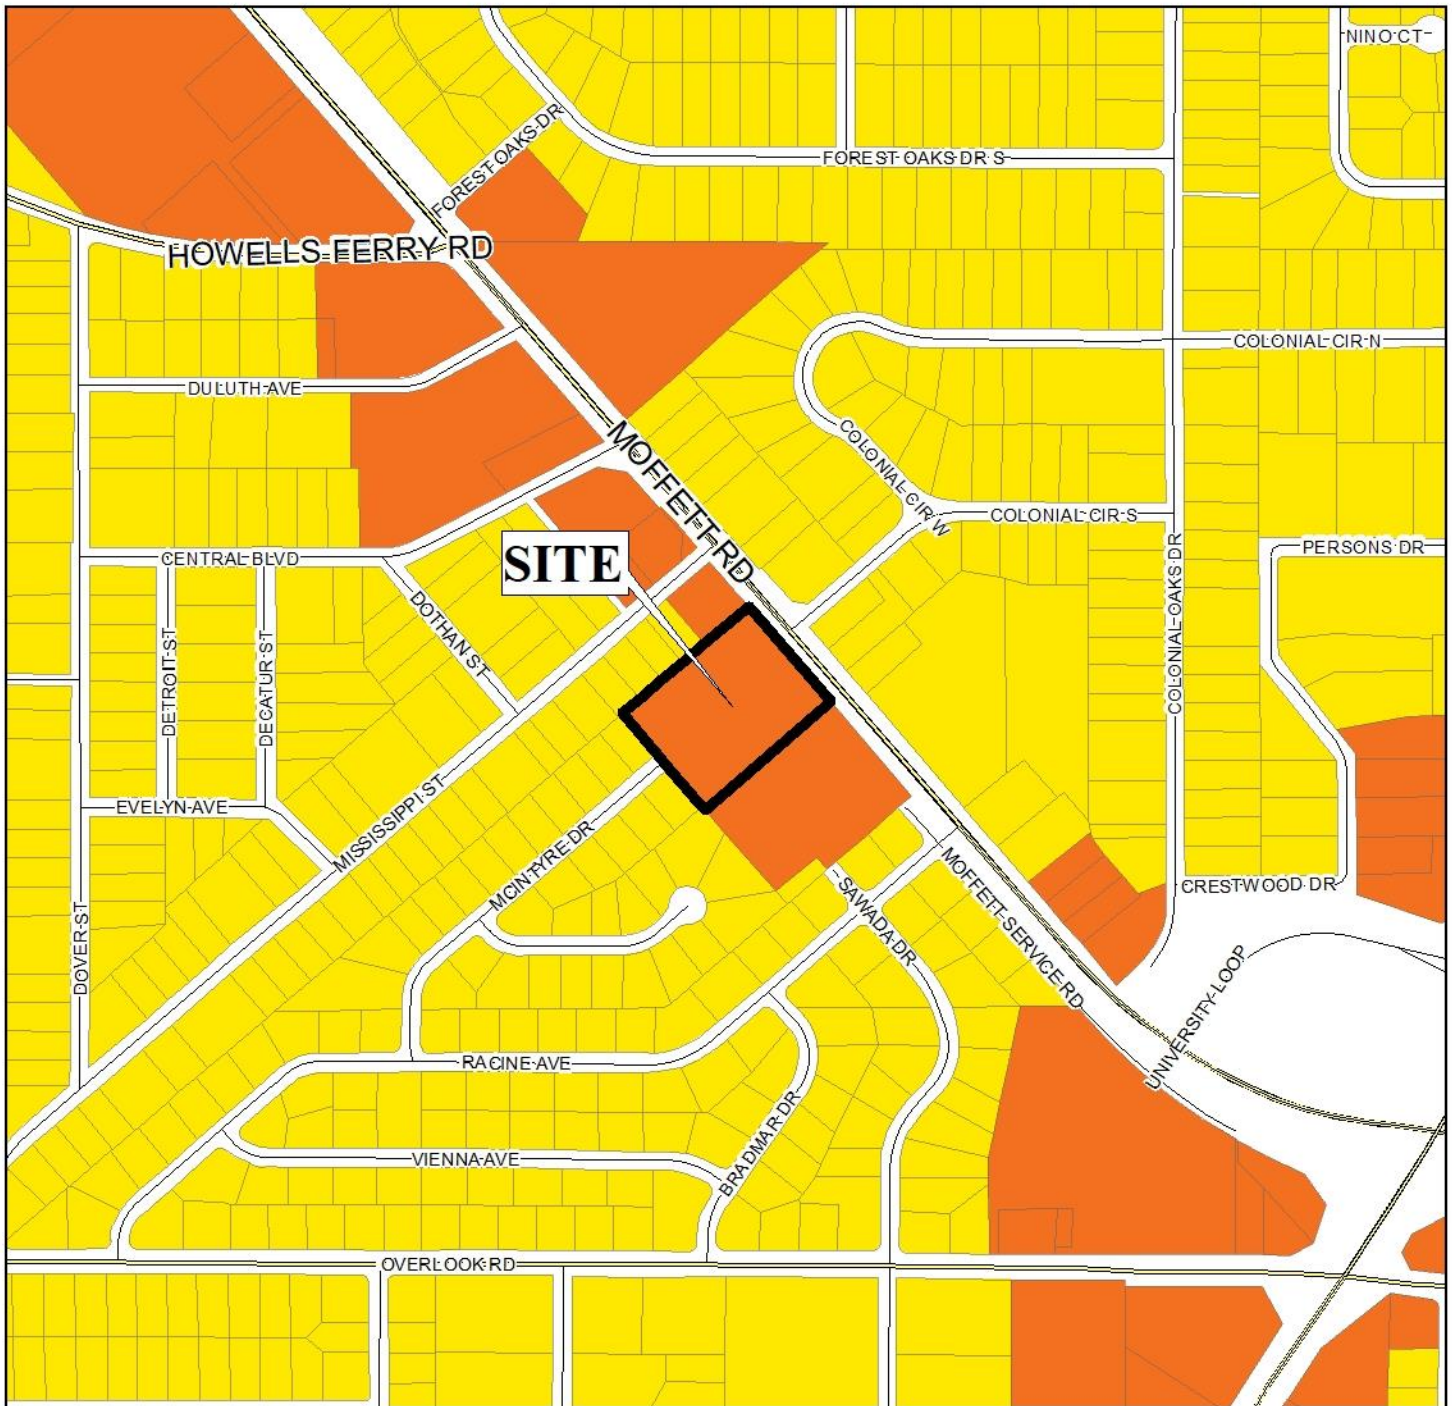 NINO CT
FOREST OAKS DR
FOREST OAKS DR S
HOWELLS FERRY RD
COLONIAL CIR N
DULUTH AVE
MOFFETT RD
COLONIAL CIR W
COLONIAL CIR S
PERSONS DR
CENTRAL BLVD
SITE
COLONIAL OAKS DR
DOTHAN ST
DETROIT ST
DECATUR ST
EVELYN AVE
MISSISSIPPI ST
MCINTYRE DR
MOFFETT SERVICE RD
CRESTWOOD DR
SAWADA DR
DOVER ST
UNIVERSITY LOOP
RACINE AVE
BRADMAR DR
VIENNA AVE
OVERLOOK RD